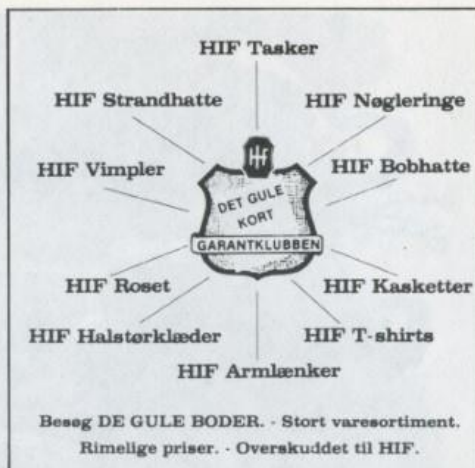 HIF Tasker
HIF Strandhatte
HIF Nøgleringe
HIF Vimpler
HIF Bobhatte
HIF
DET GULE
KORT
GARANTKLUBBEN
HIF Roset
HIF Kasketter
HIF Halstørklæder
HIF T-shirts
HIF Armlænker
Besøg DE GULE BODER. - Stort varesortiment.
Rimelige priser. - Overskuddet til HIF.